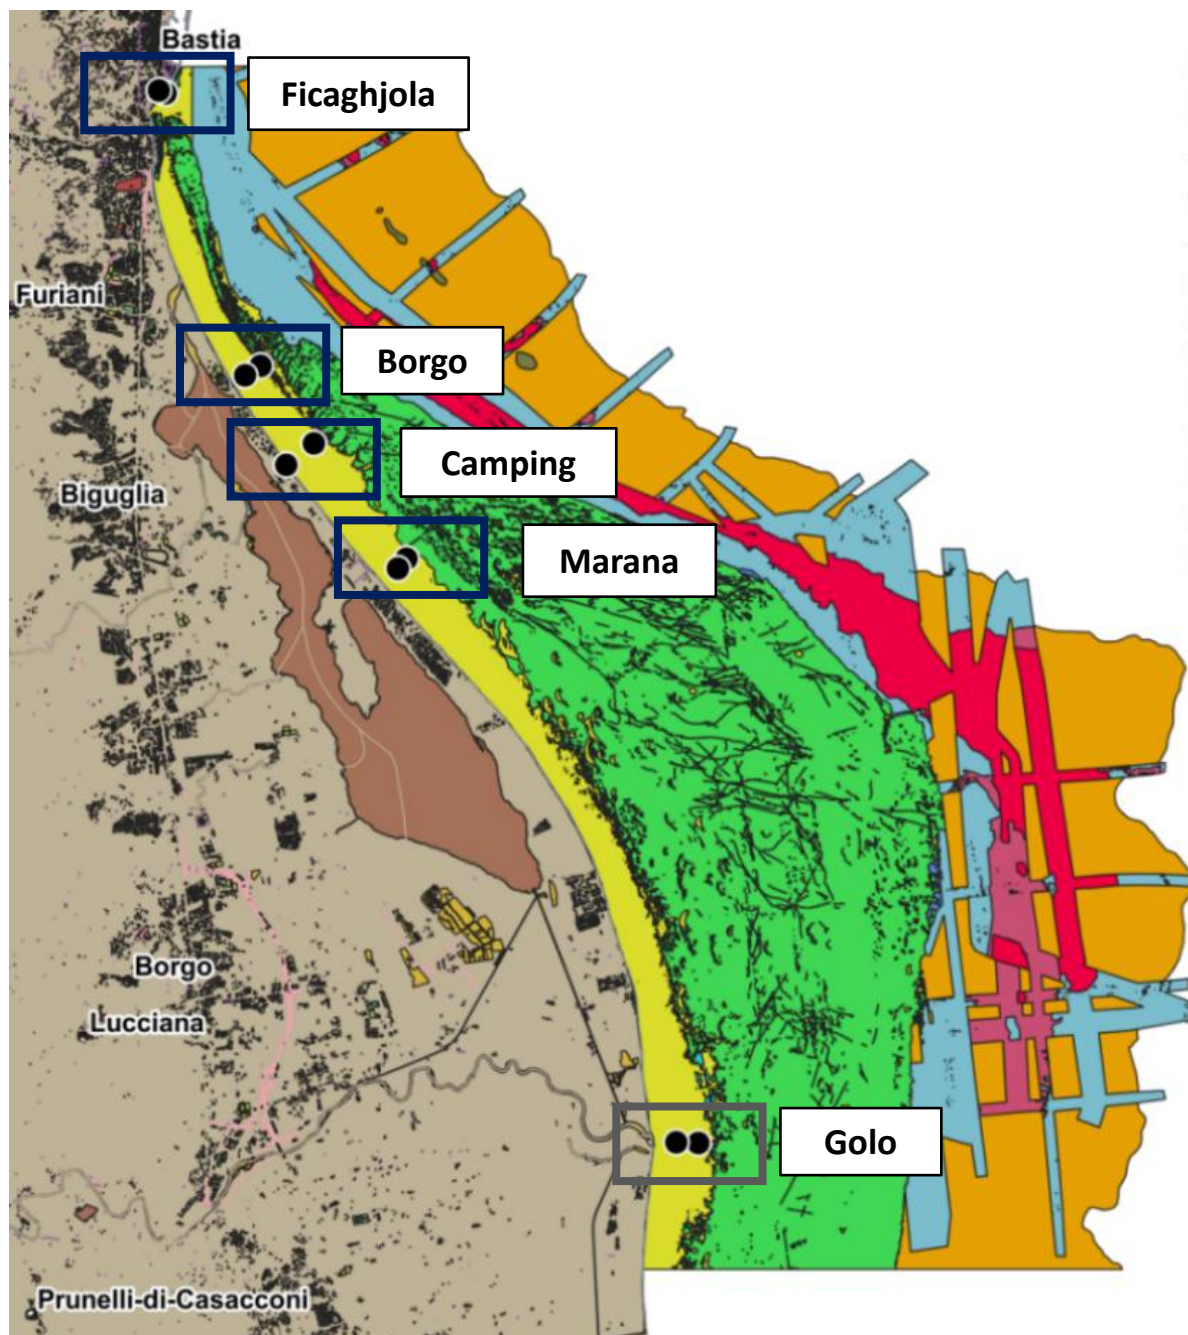 Bastia
Ficaghjola
Furiani
Borgo
Camping
Biguglia
Marana
Borgo
Lucciana
Golo
Prunelli-di-Casacconi